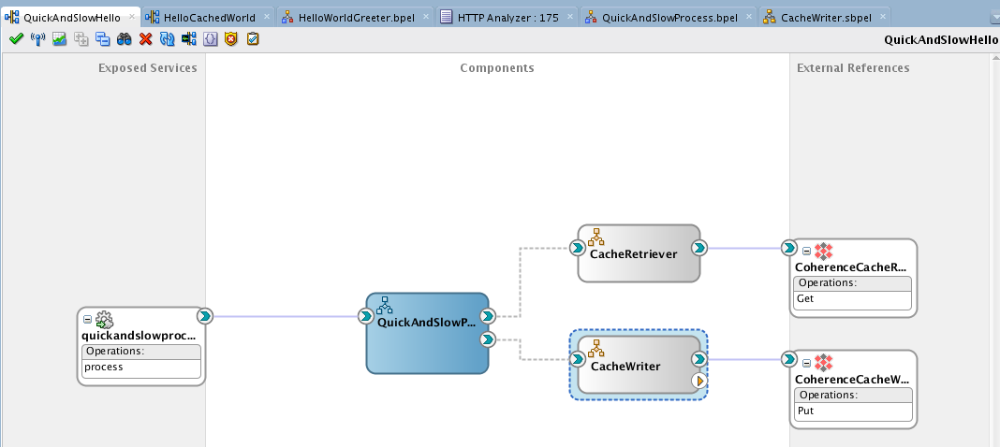 QuickAndSlowHello HelloCachedWorld HelloWorldGreeter.bpel HTTP Analyzer : 175 QuickAndSlowProcess.bpel CacheWriter.sbpel
QuickAndSlowHello
Exposed Services Components External References
CacheRetriever
CoherenceCacheR...
Operations:
Get
QuickAndSlowP...
quickandslowproc...
Operations:
process
CacheWriter
CoherenceCacheW...
Operations:
Put